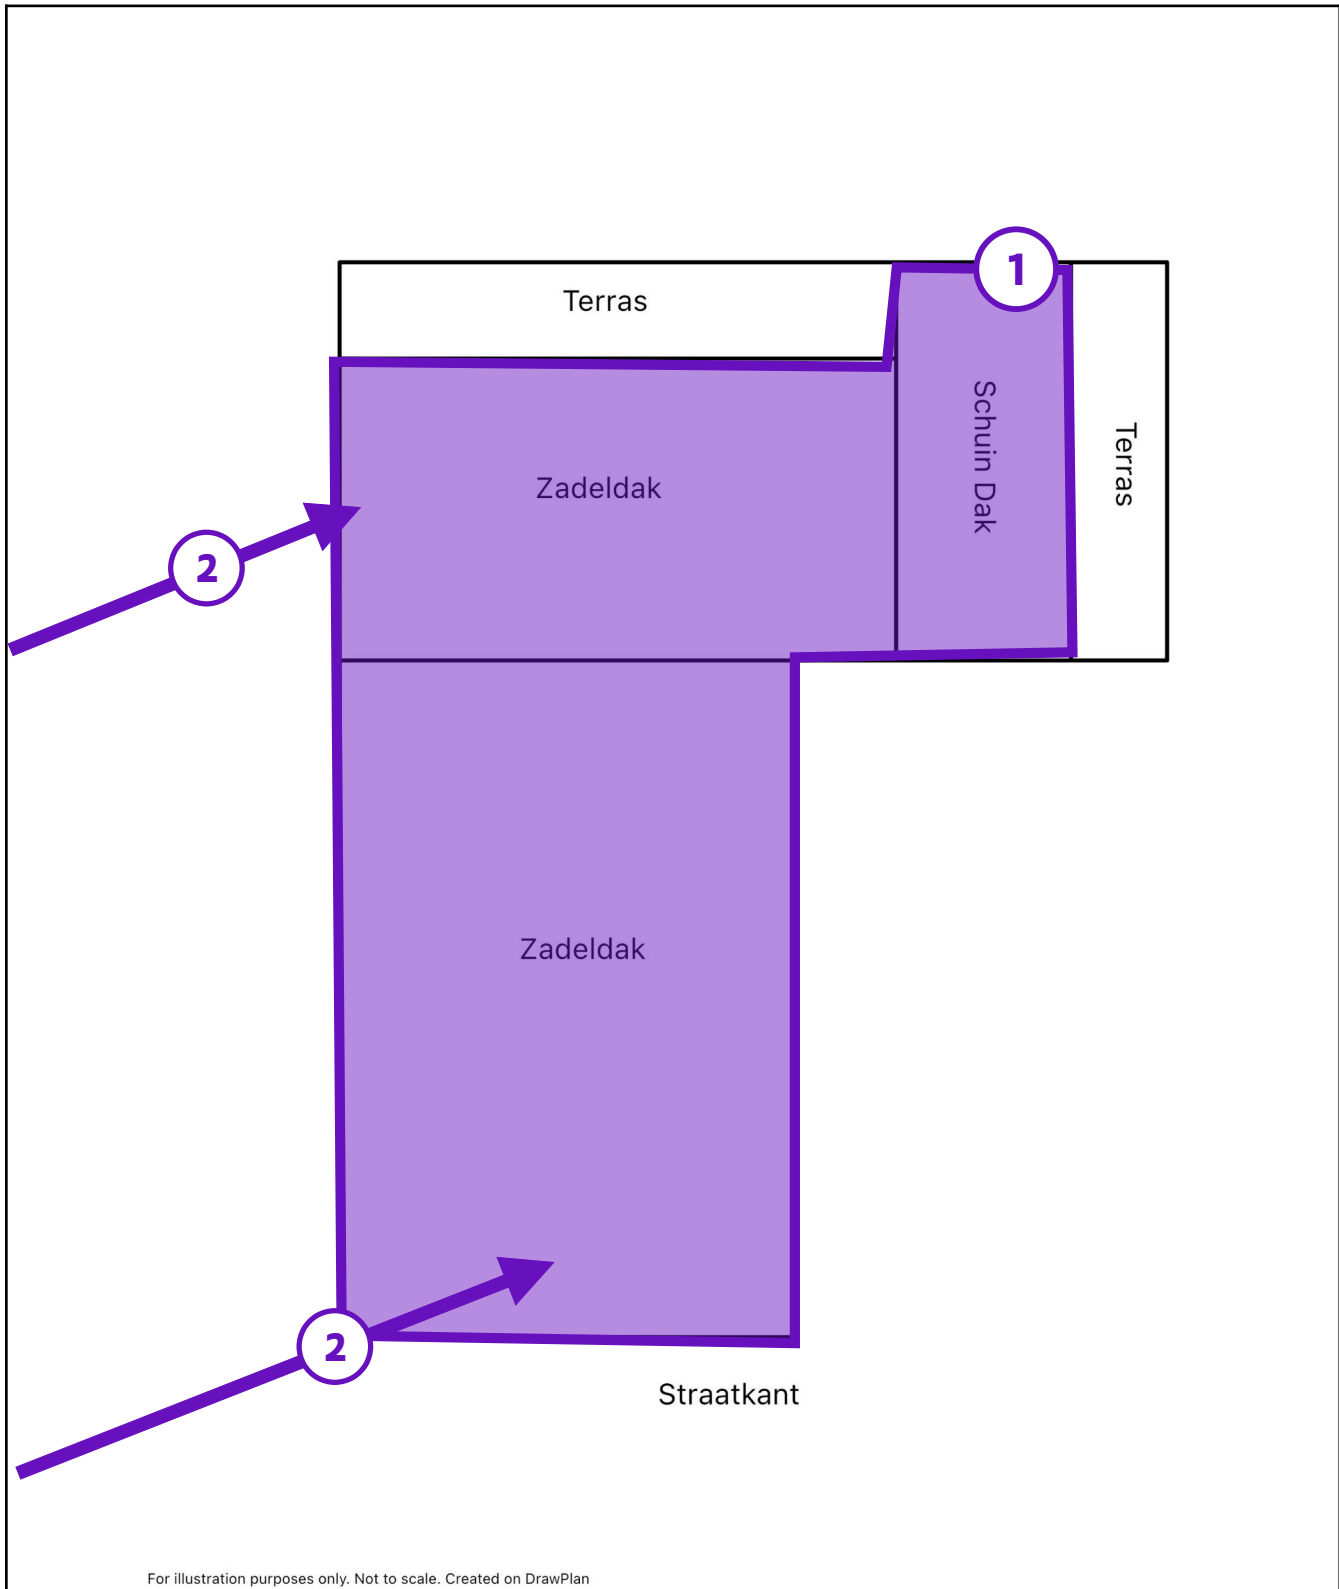 1
Terras
Schuin Dak
Terras
Zadeldak
2
Zadeldak
2
Straatkant
For illustration purposes only. Not to scale. Created on DrawPlan